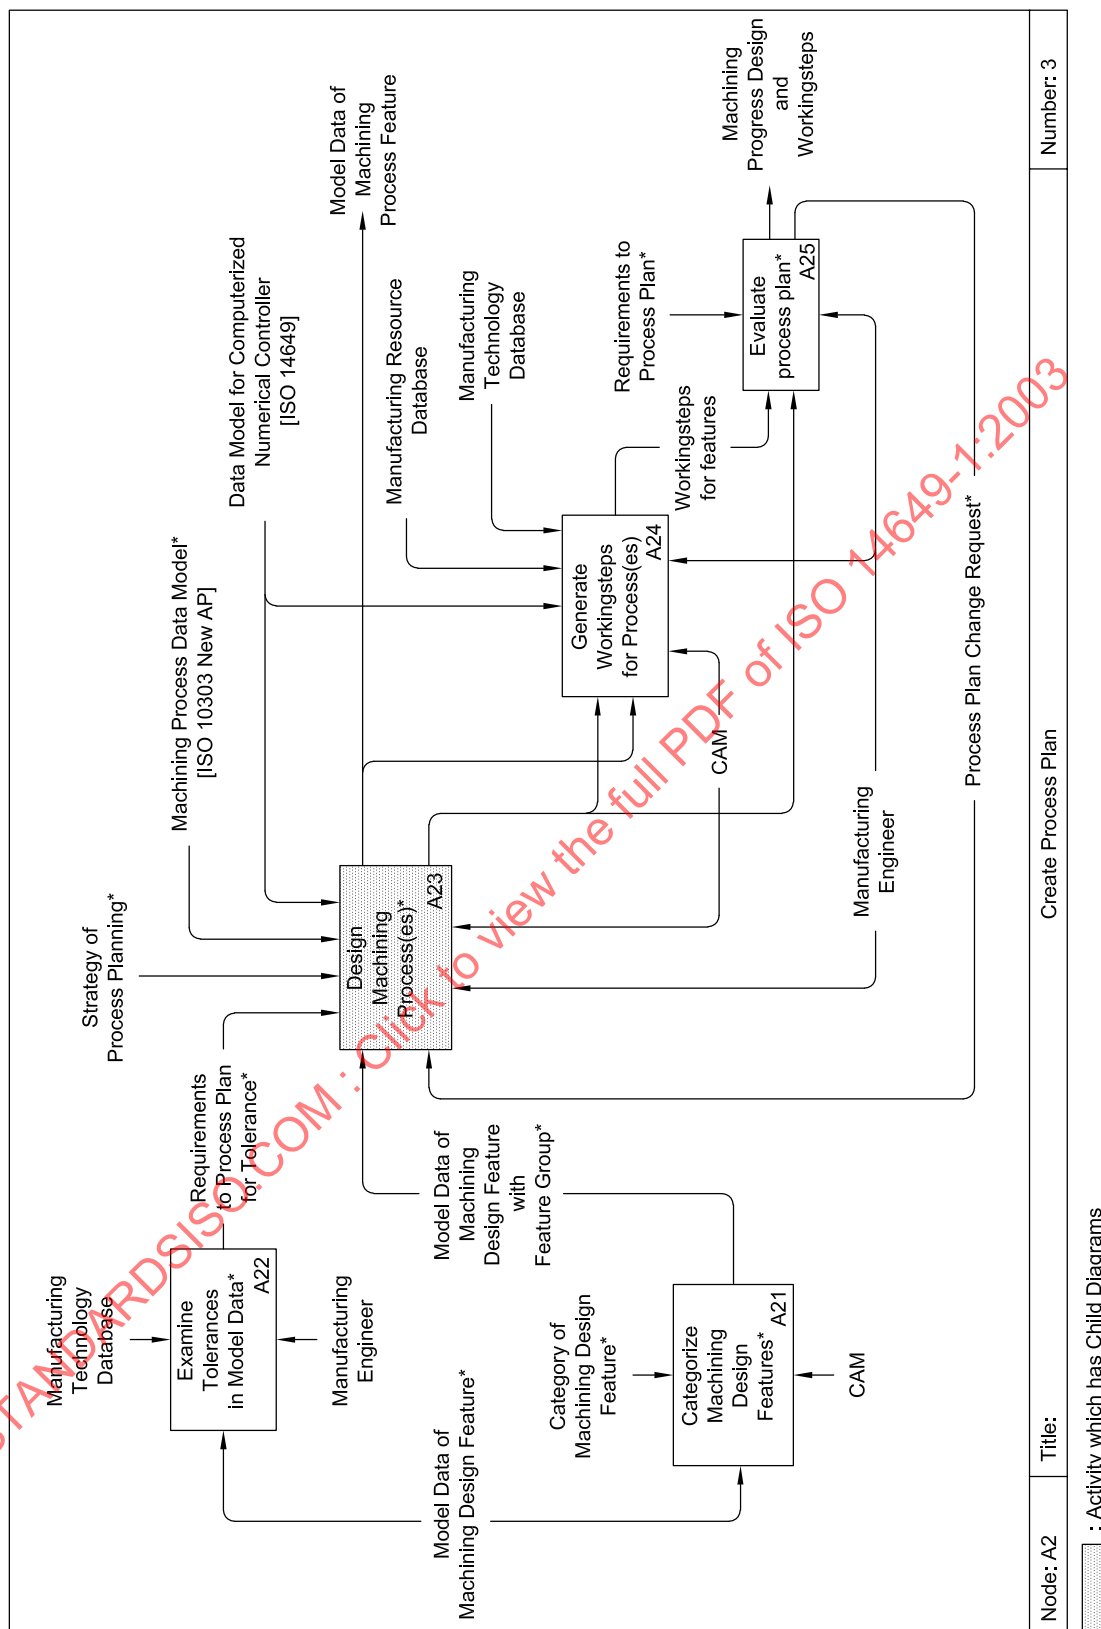 Manufacturing
Technology
Database
Examine
Tolerances
in Model Data*
A22
Manufacturing
Engineer
Model Data of
Machining Design Feature*
Category of
Machining Design
Feature*
Categorize
Machining
Design
Features*
A21
CAM
Requirements
to Process Plan
for Tolerance*
Model Data of
Machining
Design Feature
with
Feature Group*
Strategy of
Process Planning*
Machining Process Data Model*
[ISO 10303 New AP]
Data Model for Computerized
Numerical Controller
[ISO 14649]
Design
Machining
Process(es)*
A23
Model Data of
Machining
Process Feature
Manufacturing Resource
Database
Manufacturing
Technology
Database
Generate
Workingsteps
for Process(es)
A24
CAM
Manufacturing
Engineer
Workingsteps
for features
Requirements to
Process Plan*
Evaluate
process plan*
A25
Machining
Progress Design
and
Workingsteps
Process Plan Change Request*
Node: A2
Title:
Create Process Plan
Number: 3
: Activity which has Child Diagrams
STANDARDSISO.COM : Click to view the full PDF of ISO 14649-1:2003